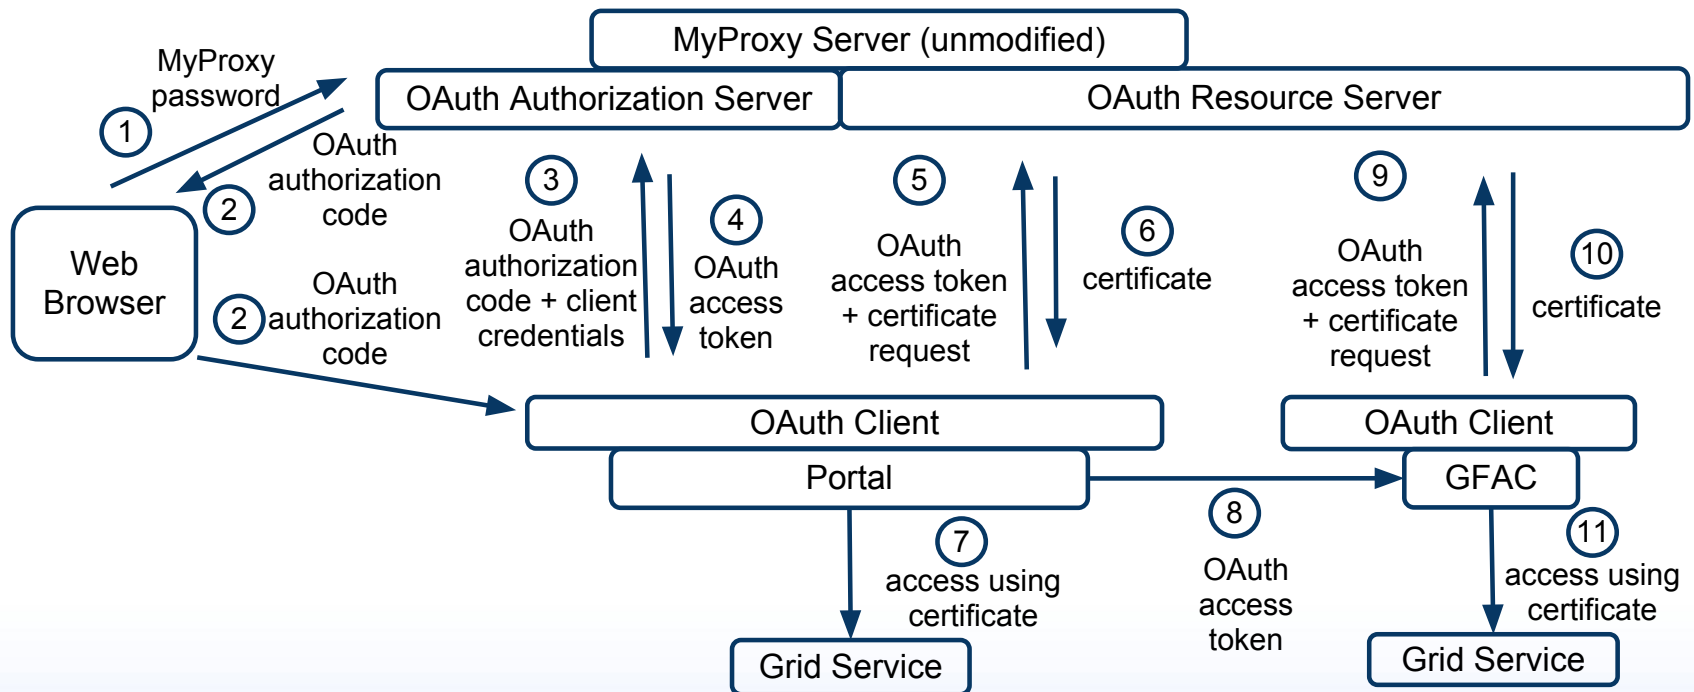 MyProxy Server (unmodified)
OAuth Authorization Server
OAuth Resource Server
MyProxy
password
1
OAuth
authorization
code
2
Web
Browser
2
OAuth
authorization
code
3
OAuth
authorization
code + client
credentials
4
OAuth
access
token
5
OAuth
access token
+ certificate
request
6
certificate
9
OAuth
access token
+ certificate
request
10
certificate
OAuth Client
Portal
OAuth Client
GFAC
7
access using
certificate
Grid Service
8
OAuth
access
token
11
access using
certificate
Grid Service